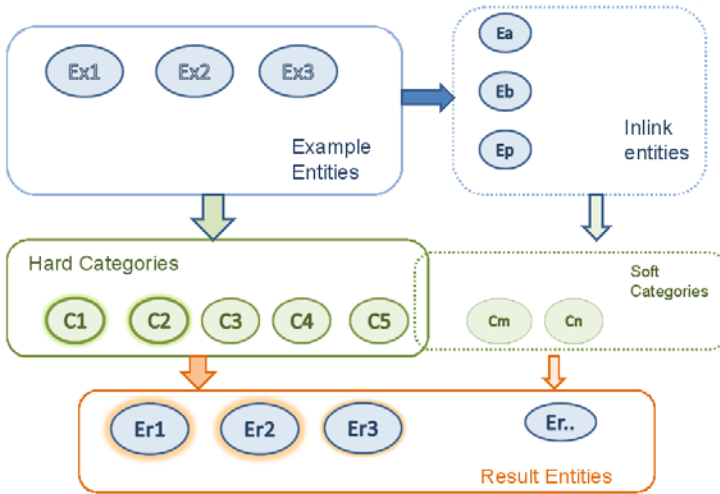 Ex1 Ex2 Ex3
Example
Entities
Ea
Eb
Ep
Inlink
entities
Hard Categories
C1 C2 C3 C4 C5
Soft
Categories
Cm Cn
Er1 Er2 Er3 Er..
Result Entities